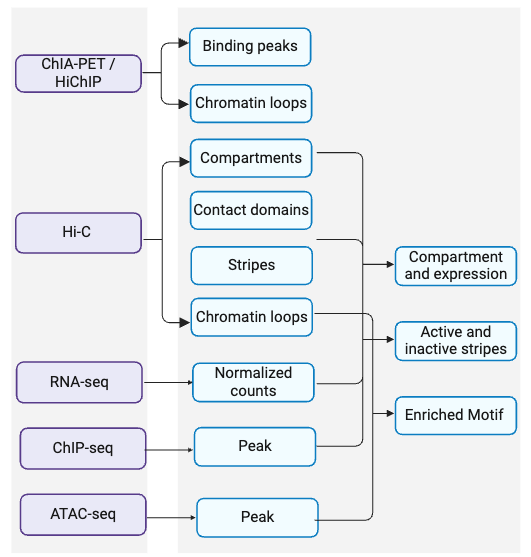 ChIA-PET /
HiChIP
Binding peaks
Chromatin loops
Hi-C
Compartments
Contact domains
Stripes
Chromatin loops
Compartment
and expression
Active and
inactive stripes
Enriched Motif
RNA-seq
Normalized
counts
ChIP-seq
Peak
ATAC-seq
Peak